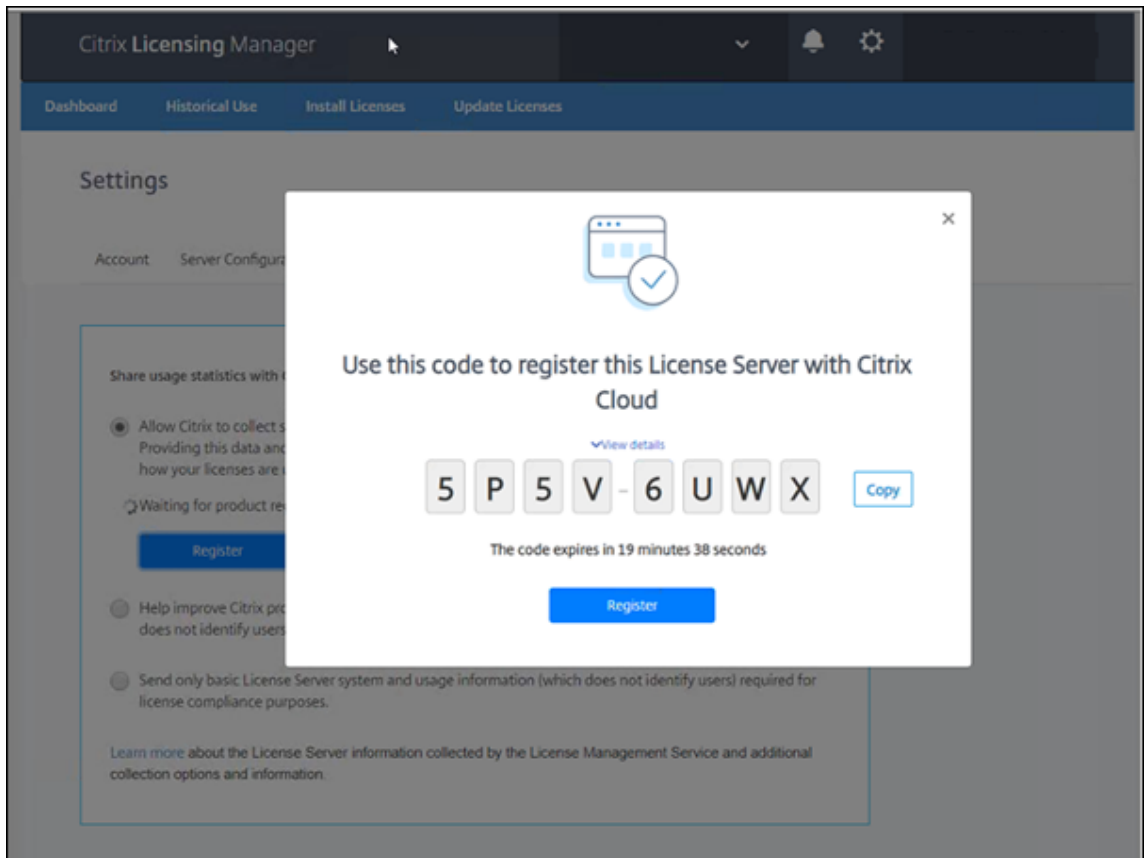 Citrix Licensing Manager
Dashboard Historical Use Install Licenses Update Licenses
Settings
Account Server Configura
Share usage statistics with
Allow Citrix to collect s
Providing this data and
how your licenses are
Waiting for product re
Register
Help improve Citrix pro
does not identify users
Send only basic License Server system and usage information (which does not identify users) required for
license compliance purposes.
Learn more about the License Server information collected by the License Management Service and additional
collection options and information.
Use this code to register this License Server with Citrix
Cloud
View details
5 P 5 V - 6 U W X
Copy
The code expires in 19 minutes 38 seconds
Register